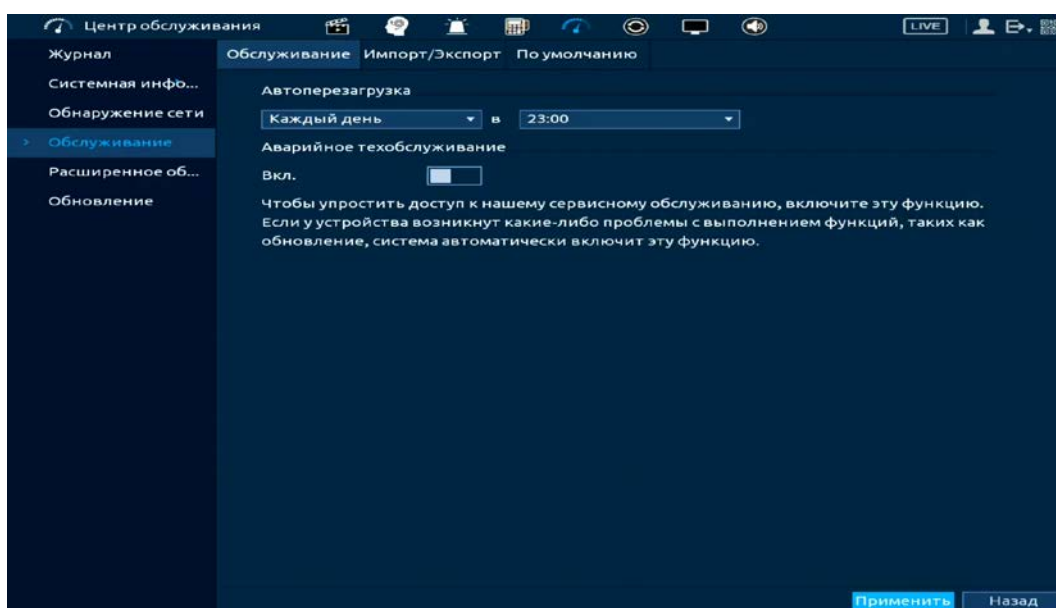 Центр обслуживания
LIVE
Журнал
Системная инфо...
Обнаружение сети
Обслуживание
Расширенное об...
Обновление
Обслуживание Импорт/Экспорт По умолчанию
Автоперезагрузка
Каждый день в 23:00
Аварийное техобслуживание
Вкл.
Чтобы упростить доступ к нашему сервисному обслуживанию, включите эту функцию.
Если у устройства возникнут какие-либо проблемы с выполнением функций, таких как
обновление, система автоматически включит эту функцию.
Применить Назад